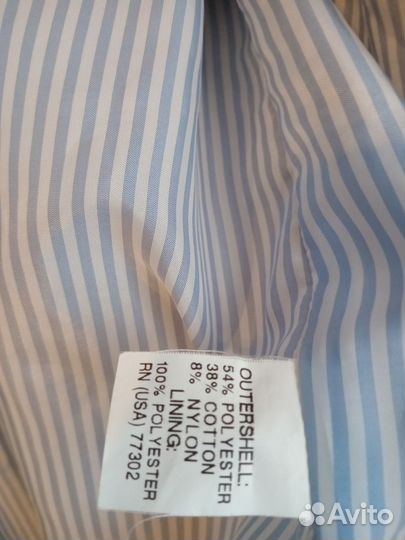 OUTERSHELL:
54% POLYESTER
38% COTTON
8% NYLON
LINING:
100% POLYESTER
RN (USA) 77302
Avito